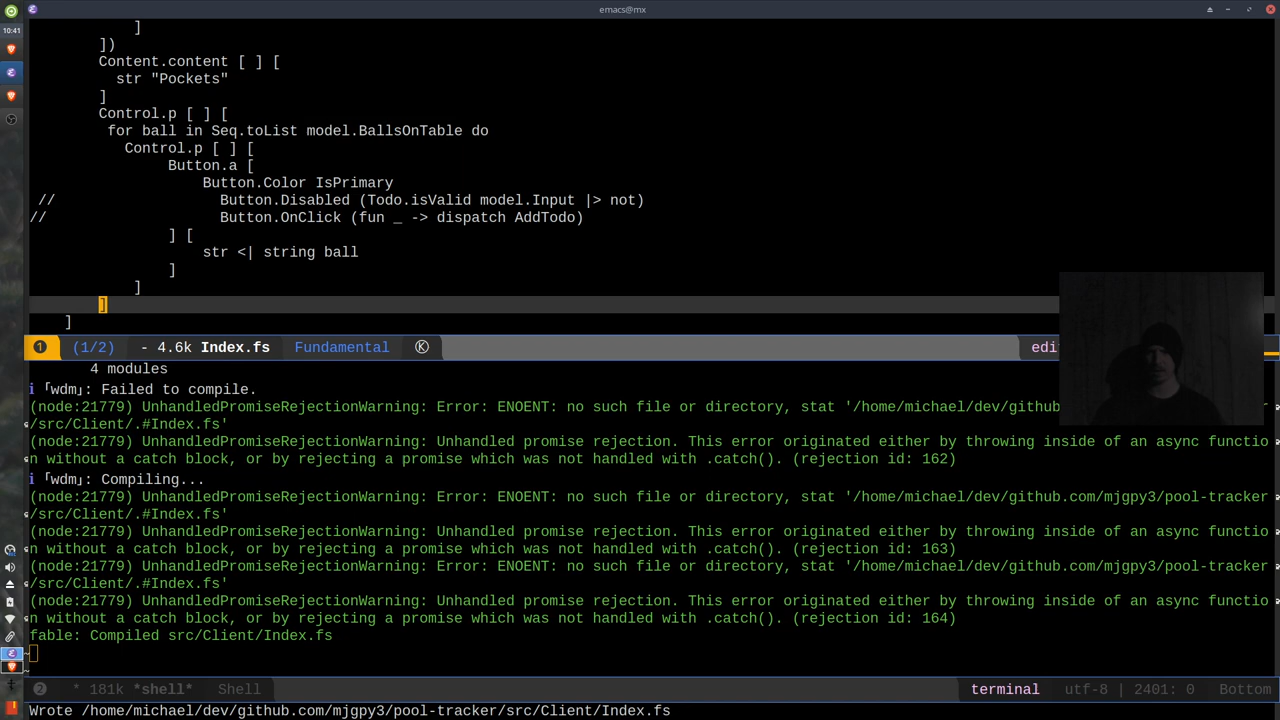 emacs@mx
10:41
]
])
Content.content [ ] [
str "Pockets"
]
Control.p [ ] [
for ball in Seq.toList model.BallsOnTable do
Control.p [ ] [
Button.a [
Button.Color IsPrimary
// Button.Disabled (Todo.isValid model.Input |> not)
// Button.OnClick (fun _ -> dispatch AddTodo)
] [
str <| string ball
]
]
]
]
1 (1/2) - 4.6k Index.fs Fundamental Ⓚ edi
4 modules
i ｢wdm｣: Failed to compile.
(node:21779) UnhandledPromiseRejectionWarning: Error: ENOENT: no such file or directory, stat '/home/michael/dev/github
/src/Client/.#Index.fs'
(node:21779) UnhandledPromiseRejectionWarning: Unhandled promise rejection. This error originated either by throwing inside of an async functio
n without a catch block, or by rejecting a promise which was not handled with .catch(). (rejection id: 162)
i ｢wdm｣: Compiling...
(node:21779) UnhandledPromiseRejectionWarning: Error: ENOENT: no such file or directory, stat '/home/michael/dev/github.com/mjgpy3/pool-tracker
/src/Client/.#Index.fs'
(node:21779) UnhandledPromiseRejectionWarning: Unhandled promise rejection. This error originated either by throwing inside of an async functio
n without a catch block, or by rejecting a promise which was not handled with .catch(). (rejection id: 163)
(node:21779) UnhandledPromiseRejectionWarning: Error: ENOENT: no such file or directory, stat '/home/michael/dev/github.com/mjgpy3/pool-tracker
/src/Client/.#Index.fs'
(node:21779) UnhandledPromiseRejectionWarning: Unhandled promise rejection. This error originated either by throwing inside of an async functio
n without a catch block, or by rejecting a promise which was not handled with .catch(). (rejection id: 164)
fable: Compiled src/Client/Index.fs
~
~
2 * 181k *shell* Shell terminal utf-8 | 2401: 0 Bottom
Wrote /home/michael/dev/github.com/mjgpy3/pool-tracker/src/Client/Index.fs